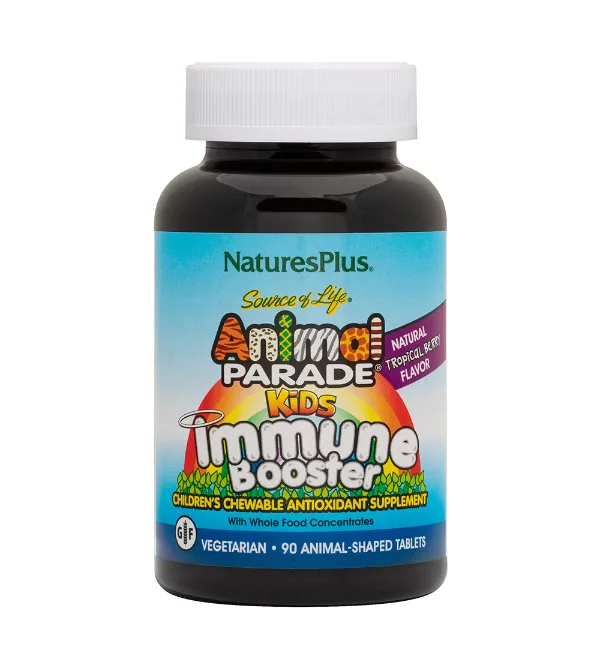 NaturesPlus®
Source of Life®
Animal
PARADE®
KiDS
immune
Booster
NATURAL
TROPICAL BERRY
FLAVOR
CHILDREN'S CHEWABLE ANTIOXIDANT SUPPLEMENT
With Whole Food Concentrates
G F
VEGETARIAN • 90 ANIMAL-SHAPED TABLETS